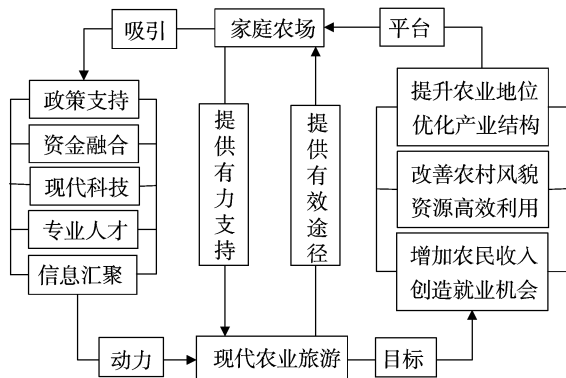 吸引
家庭农场
平台
政策支持
资金融合
现代科技
专业人才
信息汇聚
提供有力支持
提供有效途径
提升农业地位
优化产业结构
改善农村风貌
资源高效利用
增加农民收入
创造就业机会
动力
现代农业旅游
目标